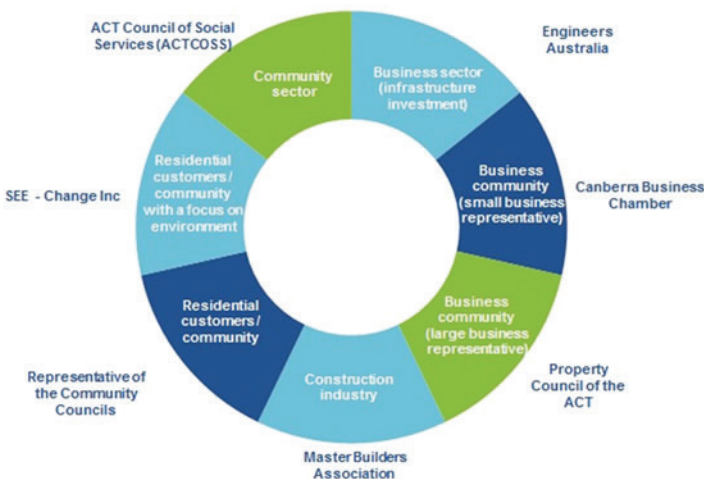 ACT Council of Social
Services (ACTCOSS)
Community
sector
Business sector
(infrastructure
investment)
Engineers
Australia
Business
community
(small business
representative)
Canberra Business
Chamber
Business
community
(large business
representative)
Property
Council of the
ACT
Construction
industry
Master Builders
Association
Residential
customers/
community
Representative of
the Community
Councils
Residential
customers/
community
with a focus on
environment
SEE - Change Inc